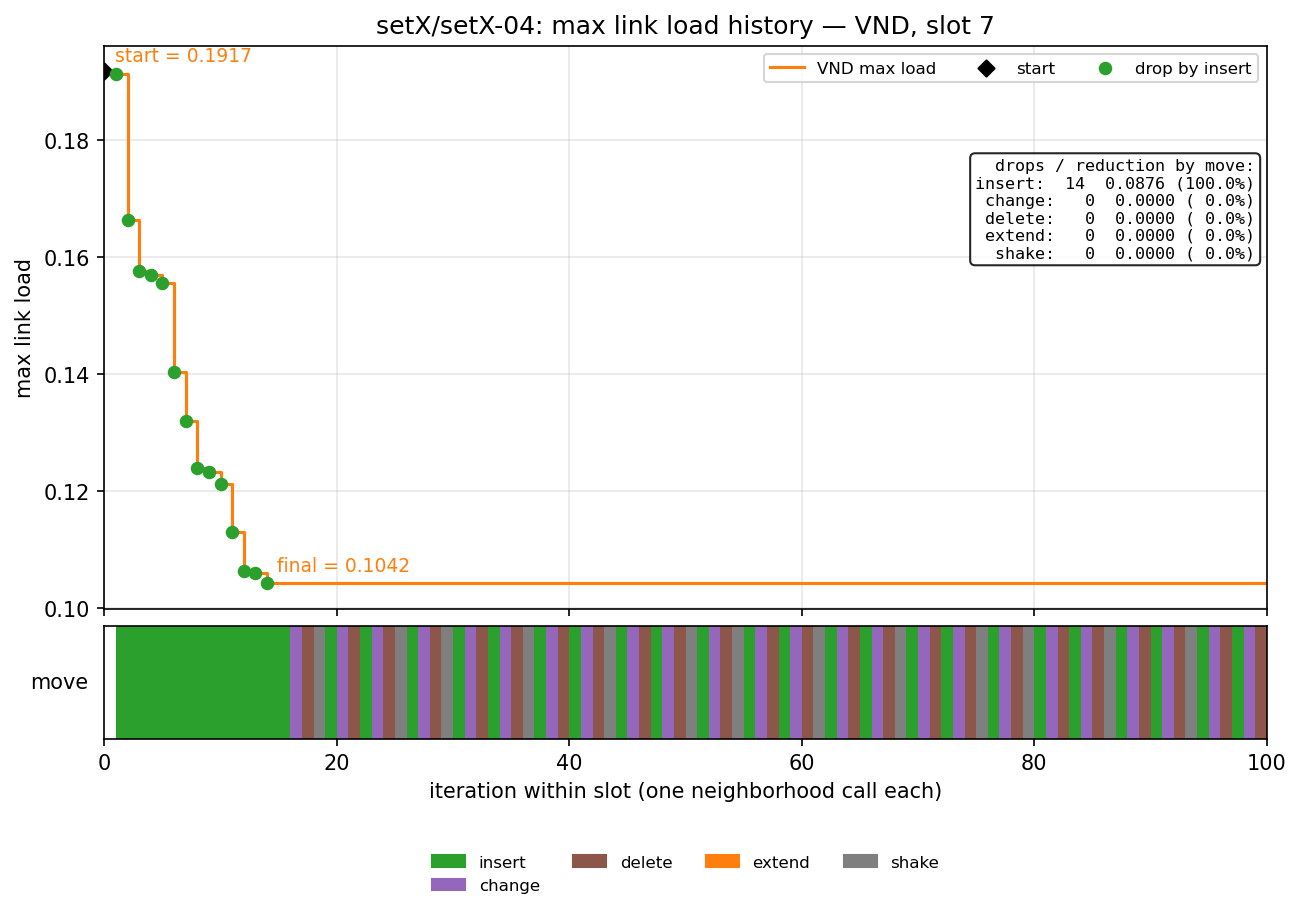 setX/setX-04: max link load history — VND, slot 7
start = 0.1917
VND max load start drop by insert
drops / reduction by move:
insert: 14 0.0876 (100.0%)
change: 0 0.0000 ( 0.0%)
delete: 0 0.0000 ( 0.0%)
extend: 0 0.0000 ( 0.0%)
shake: 0 0.0000 ( 0.0%)
0.18
0.16
0.14
0.12
0.10
max link load
final = 0.1042
move
0 20 40 60 80 100
iteration within slot (one neighborhood call each)
insert delete extend shake
change